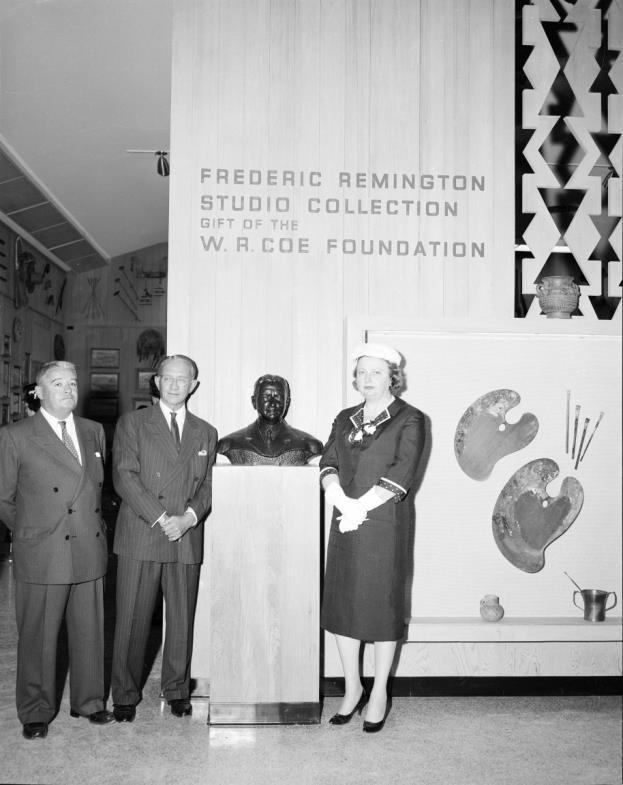 FREDERIC REMINGTON
STUDIO COLLECTION
GIFT OF THE
W. R. COE FOUNDATION